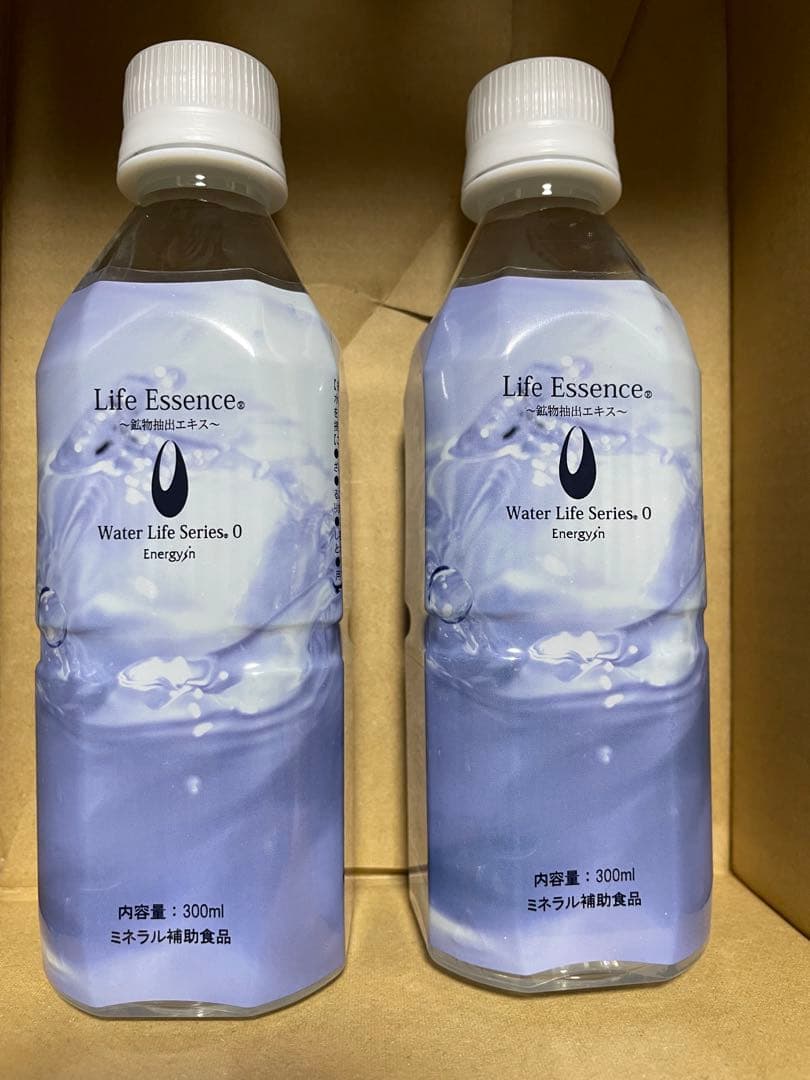 Life Essence®
～鉱物抽出エキス～
Water Life Series® 0
Energysn
内容量：300ml
ミネラル補助食品
Life Essence®
～鉱物抽出エキス～
Water Life Series® 0
Energysn
内容量：300ml
ミネラル補助食品